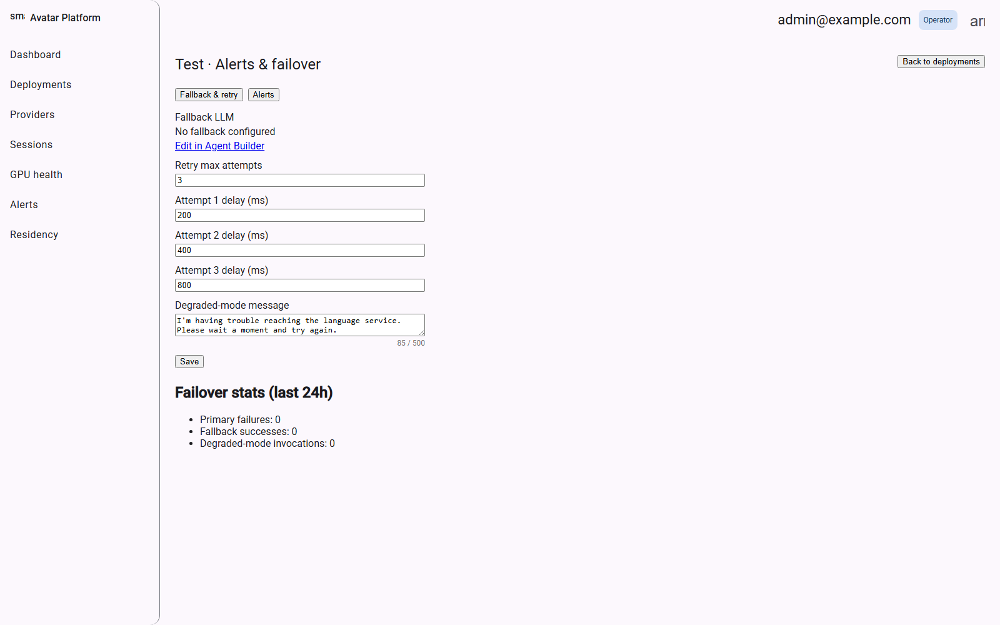 Avatar Platform
admin@example.com
Operator
Dashboard
Deployments
Providers
Sessions
GPU health
Alerts
Residency
Test · Alerts & failover
Back to deployments
Fallback & retry
Alerts
Fallback LLM
No fallback configured
Edit in Agent Builder
Retry max attempts
3
Attempt 1 delay (ms)
200
Attempt 2 delay (ms)
400
Attempt 3 delay (ms)
800
Degraded-mode message
I'm having trouble reaching the language service.
Please wait a moment and try again.
85 / 500
Save
Failover stats (last 24h)
Primary failures: 0
Fallback successes: 0
Degraded-mode invocations: 0